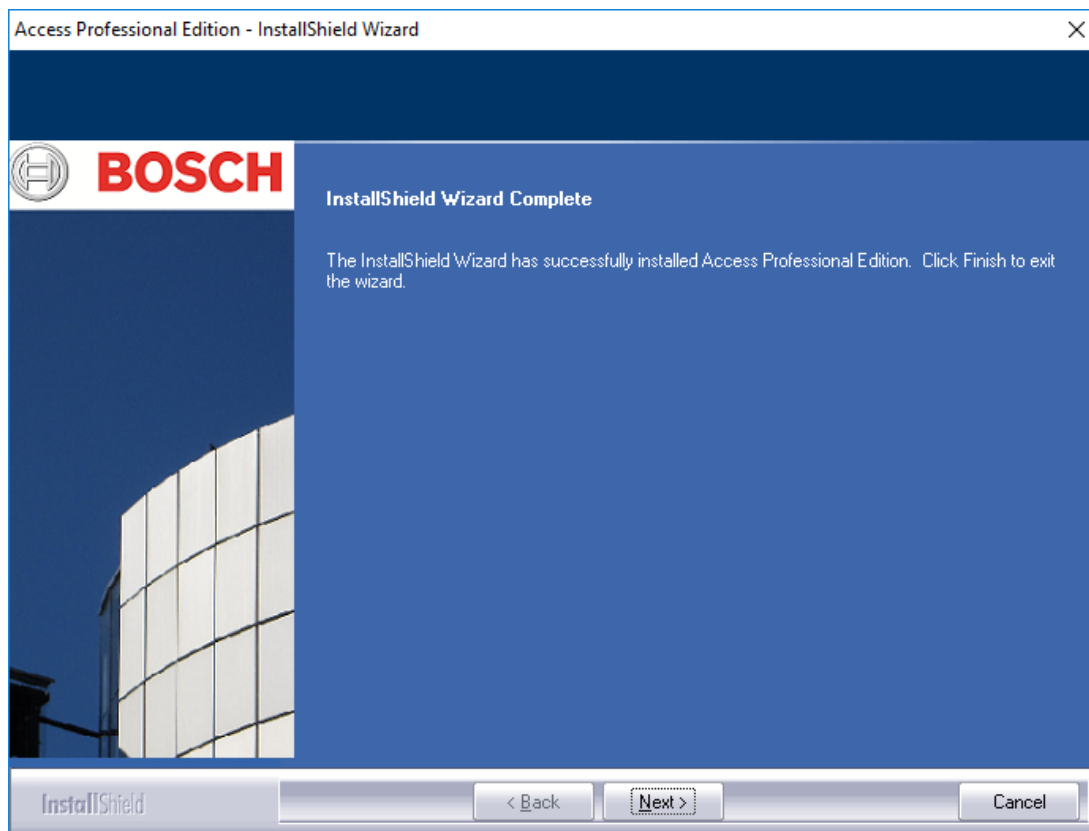 Access Professional Edition - InstallShield Wizard
BOSCH
InstallShield Wizard Complete
The InstallShield Wizard has successfully installed Access Professional Edition.  Click Finish to exit
the wizard.
InstallShield
< Back
Next >
Cancel